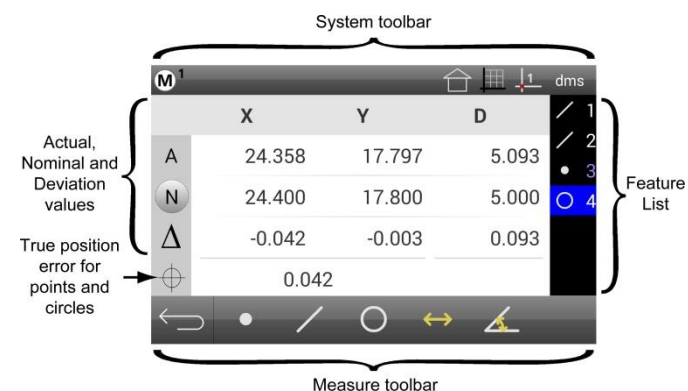 System toolbar
M 1
1 dms
X Y D
A 24.358 17.797 5.093
N 24.400 17.800 5.000
Δ -0.042 -0.003 0.093
0.042
1
2
3
4
Actual,
Nominal and
Deviation
values
True position
error for
points and
circles
Feature
List
Measure toolbar